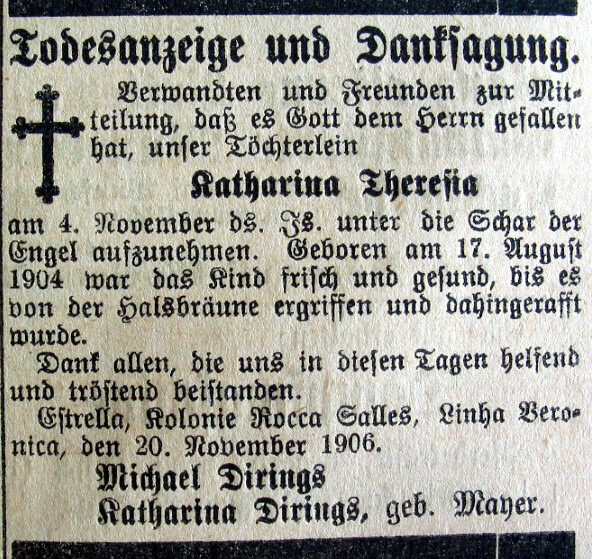 Todesanzeige und Danksagung.
Verwandten und Freunden zur Mit-
teilung, daß es Gott dem Herrn gefallen
hat, unser Töchterlein
Katharina Theresia
am 4. November ds. Js. unter die Schar der
Engel aufzunehmen. Geboren am 17. August
1904 war das Kind frisch und gesund, bis es
von der Halsbräune ergriffen und dahingerafft
wurde.
Dank allen, die uns in diesen Tagen helfend
und tröstend beistanden.
Estrella, Kolonie Rocca Salles, Linha Vero-
nica, den 20. November 1906.
Michael Dirings
Katharina Dirings, geb. Mayer.